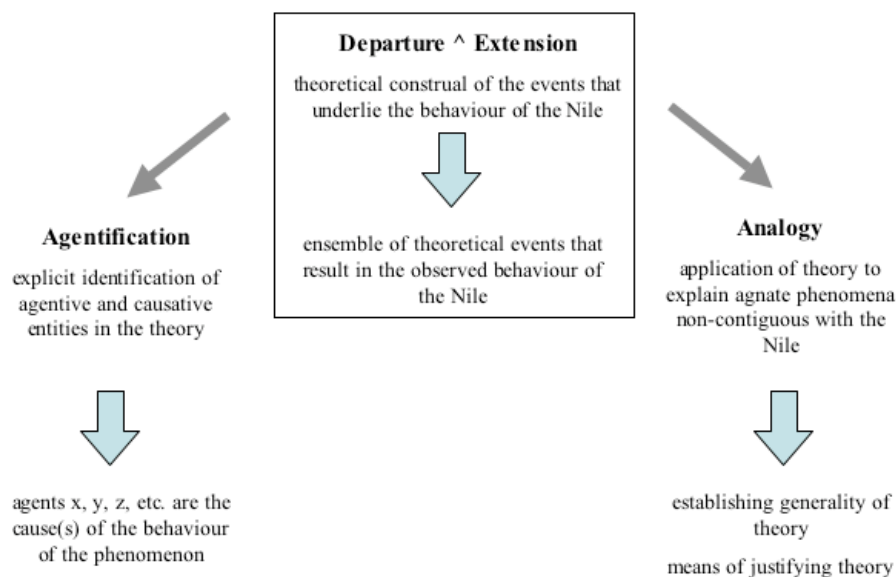 Departure ^ Extension
theoretical construal of the events that
underlie the behaviour of the Nile
ensemble of theoretical events that
result in the observed behaviour of
the Nile
Agentification
explicit identification of
agentive and causative
entities in the theory
agents x, y, z, etc. are the
cause(s) of the behaviour
of the phenomenon
Analogy
application of theory to
explain agnate phenomena
non-contiguous with the
Nile
establishing generality of
theory
means of justifying theory